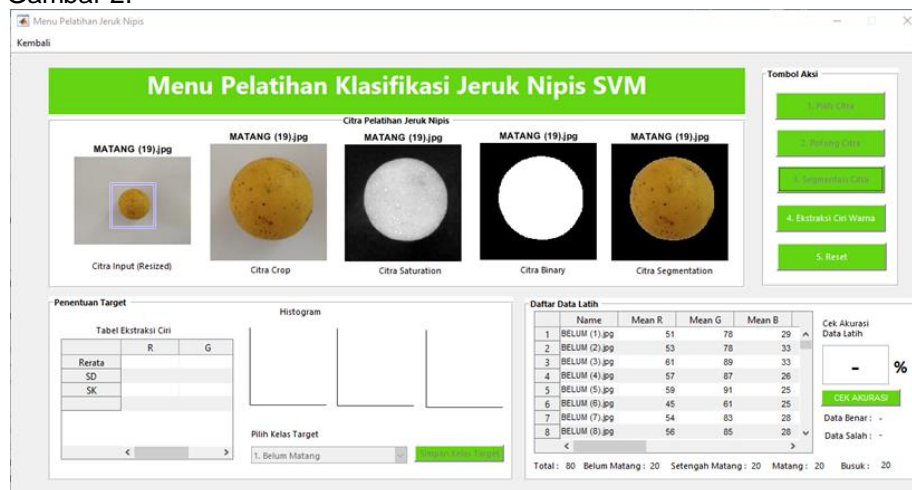 Gambar 2.
Menu Pelatihan Jeruk Nipis
Kembali
Menu Pelatihan Klasifikasi Jeruk Nipis SVM
Citra Pelatihan Jeruk Nipis
MATANG (19).jpg MATANG (19).jpg MATANG (19).jpg MATANG (19).jpg MATANG (19).jpg
Citra Input (Resized) Citra Crop Citra Saturation Citra Binary Citra Segmentation
Tombol Aksi
1. Pilih Citra
2. Potong Citra
3. Segmentasi Citra
4. Ekstraksi Ciri Warna
5. Reset
Penentuan Target
Tabel Ekstraksi Ciri
R G
Rerata
SD
SK
Histogram
Pilih Kelas Target
1. Belum Matang Simpan Kelas Target
Daftar Data Latih
Name Mean R Mean G Mean B
1 BELUM (1).jpg 51 78 29
2 BELUM (2).jpg 53 78 33
3 BELUM (3).jpg 61 89 33
4 BELUM (4).jpg 57 87 26
5 BELUM (5).jpg 59 91 25
6 BELUM (6).jpg 45 61 25
7 BELUM (7).jpg 54 83 28
8 BELUM (8).jpg 56 85 28
Total : 80 Belum Matang : 20 Setengah Matang : 20 Matang : 20 Busuk : 20
Cek Akurasi
Data Latih
- %
CEK AKURASI
Data Benar : -
Data Salah : -